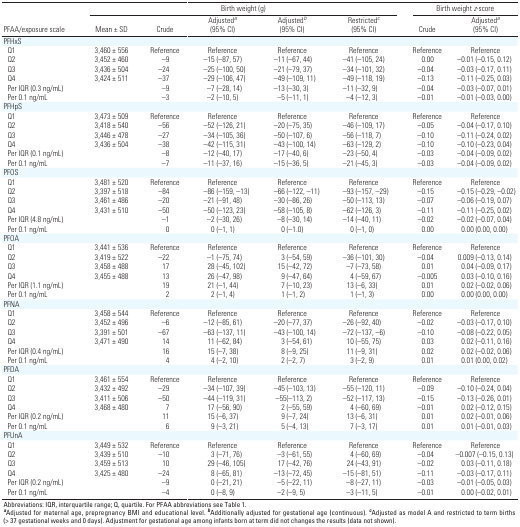 Birth weight (g) Birth weight z-score
PFAA/exposure scale Mean ± SD Crude Adjusted^a (95% CI) Adjusted^b (95% CI) Restricted^c (95% CI) Crude Adjusted^a (95% CI)
PFHxS
Q1 3,460 ± 556 Reference Reference Reference Reference Reference Reference
Q2 3,452 ± 460 −9 −15 (−87, 57) −11 (−67, 44) −41 (−105, 24) 0.00 −0.01 (−0.15, 0.12)
Q3 3,436 ± 504 −24 −25 (−100, 50) −21 (−79, 37) −34 (−101, 32) −0.04 −0.03 (−0.17, 0.11)
Q4 3,424 ± 511 −37 −29 (−106, 47) −49 (−109, 11) −49 (−118, 19) −0.13 −0.11 (−0.25, 0.03)
Per IQR (0.3 ng/mL) −9 −7 (−28, 14) −13 (−30, 3) −11 (−32, 9) −0.04 −0.03 (−0.07, 0.01)
Per 0.1 ng/mL −3 −2 (−10, 5) −5 (−11, 1) −4 (−12, 3) −0.01 −0.01 (−0.03, 0.00)
PFHpS
Q1 3,473 ± 509 Reference Reference Reference Reference Reference Reference
Q2 3,418 ± 540 −56 −52 (−126, 21) −20 (−75, 35) −46 (−109, 17) −0.05 −0.04 (−0.17, 0.10)
Q3 3,446 ± 478 −27 −34 (−105, 36) −50 (−107, 6) −56 (−118, 7) −0.10 −0.11 (−0.24, 0.02)
Q4 3,436 ± 504 −38 −42 (−115, 31) −43 (−100, 14) −63 (−129, 2) −0.10 −0.10 (−0.23, 0.04)
Per IQR (0.1 ng/mL) −8 −12 (−40, 17) −17 (−40, 6) −23 (−50, 4) −0.03 −0.04 (−0.09, 0.02)
Per 0.1 ng/mL −7 −11 (−37, 16) −15 (−36, 5) −21 (−45, 3) −0.03 −0.04 (−0.09, 0.02)
PFOS
Q1 3,481 ± 520 Reference Reference Reference Reference Reference Reference
Q2 3,397 ± 518 −84 −86 (−159, −13) −66 (−122, −11) −93 (−157, −29) −0.15 −0.15 (−0.29, −0.02)
Q3 3,461 ± 486 −20 −21 (−91, 48) −30 (−86, 26) −50 (−113, 13) −0.07 −0.06 (−0.19, 0.07)
Q4 3,431 ± 510 −50 −50 (−123, 23) −58 (−105, 8) −62 (−126, 3) −0.11 −0.11 (−0.25, 0.02)
Per IQR (4.8 ng/mL) −1 −2 (−30, 26) −8 (−30, 14) −14 (−40, 11) −0.02 −0.02 (−0.07, 0.04)
Per 0.1 ng/mL 0 0 (−1, 1) 0 (−1.0) 0 (−1, 0) 0.00 0.00 (0.00, 0.00)
PFOA
Q1 3,441 ± 536 Reference Reference Reference Reference Reference Reference
Q2 3,419 ± 522 −22 −1 (−75, 74) 3 (−54, 59) −36 (−101, 30) −0.04 0.009 (−0.13, 0.14)
Q3 3,458 ± 488 17 28 (−45, 102) 15 (−42, 72) −7 (−73, 58) 0.01 0.04 (−0.09, 0.17)
Q4 3,455 ± 488 13 26 (−47, 98) 9 (−47, 64) 4 (−59, 67) −0.005 0.03 (−0.10, 0.16)
Per IQR (1.1 ng/mL) 19 21 (−1, 44) 7 (−10, 23) 13 (−6, 33) 0.01 0.02 (−0.02, 0.06)
Per 0.1 ng/mL 2 2 (−1, 4) 1 (−1, 2) 1 (−1, 3) 0.00 0.00 (0.00, 0.00)
PFNA
Q1 3,458 ± 544 Reference Reference Reference Reference Reference Reference
Q2 3,452 ± 496 −6 −12 (−85, 61) −20 (−77, 37) −26 (−92, 40) −0.02 −0.03 (−0.17, 0.10)
Q3 3,391 ± 501 −67 −63 (−137, 11) −43 (−100, 14) −72 (−137, −6) −0.10 −0.08 (−0.22, 0.05)
Q4 3,471 ± 490 14 11 (−62, 84) 3 (−54, 61) 10 (−55, 75) 0.03 0.02 (−0.11, 0.16)
Per IQR (0.4 ng/mL) 16 15 (−7, 38) 8 (−9, 25) 11 (−9, 31) 0.02 0.02 (−0.02, 0.06)
Per 0.1 ng/mL 4 4 (−2, 10) 2 (−2, 7) 3 (−2, 9) 0.01 0.01 (0.00, 0.02)
PFDA
Q1 3,461 ± 554 Reference Reference Reference Reference Reference Reference
Q2 3,432 ± 492 −29 −34 (−107, 39) −45 (−103, 13) −55 (−120, 11) −0.09 −0.10 (−0.24, 0.04)
Q3 3,411 ± 506 −50 −44 (−119, 31) −55(−113, 2) −52 (−117, 13) −0.15 −0.13 (−0.26, 0.01)
Q4 3,468 ± 480 7 17 (−56, 90) 2 (−55, 59) 4 (−60, 69) −0.01 0.02 (−0.12, 0.15)
Per IQR (0.2 ng/mL) 11 15 (−6, 37) 9 (−7, 24) 13 (−6, 31) 0.01 0.02 (−0.01, 0.06)
Per 0.1 ng/mL 6 9 (−3, 21) 5 (−4, 13) 7 (−3, 17) 0.01 0.01 (−0.01, 0.03)
PFUnA
Q1 3,449 ± 532 Reference Reference Reference Reference Reference Reference
Q2 3,439 ± 510 −10 3 (−71, 76) −3 (−61, 55) 4 (−60, 69) −0.04 −0.007 (−0.15, 0.13)
Q3 3,459 ± 513 10 29 (−46, 105) 17 (−42, 76) 24 (−43, 91) −0.02 0.03 (−0.11, 0.18)
Q4 3,425 ± 480 −24 8 (−65, 81) −13 (−72, 45) −15 (−81, 51) −0.11 −0.03 (−0.17, 0.11)
Per IQR (0.2 ng/mL) −9 0 (−21, 21) −5 (−22, 11) −8 (−27, 11) −0.03 −0.01 (−0.05, 0.03)
Per 0.1 ng/mL −4 0 (−8, 9) −2 (−9, 5) −3 (−11, 5) −0.01 0.00 (−0.02, 0.01)
Abbreviations: IQR, interquartile range; Q, quartile. For PFAA abbreviations see Table 1.
^aAdjusted for maternal age, prepregnancy BMI and educational level. ^bAdditionally adjusted for gestational age (continuous). ^cAdjusted as model A and restricted to term births
(> 37 gestational weeks and 0 days). Adjustment for gestational age among infants born at term did not changes the results (data not shown).